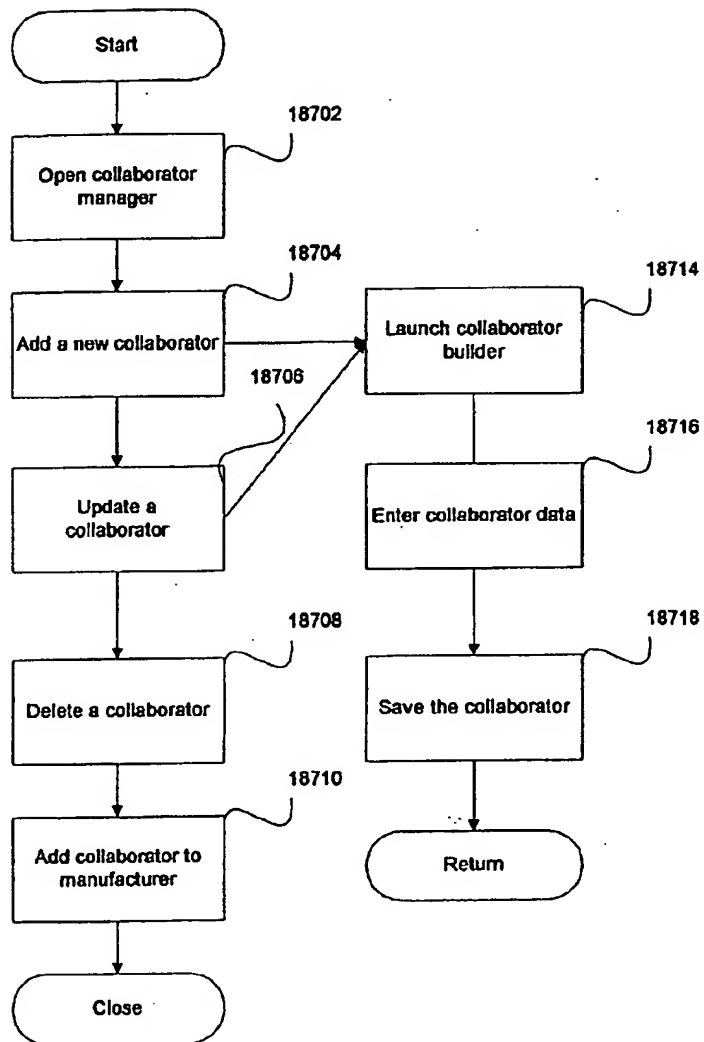 Start
18702
Open collaborator
manager
18704
Add a new collaborator
18706
Update a
collaborator
18708
Delete a collaborator
18710
Add collaborator to
manufacturer
Close
18714
Launch collaborator
builder
18716
Enter collaborator data
18718
Save the collaborator
Return